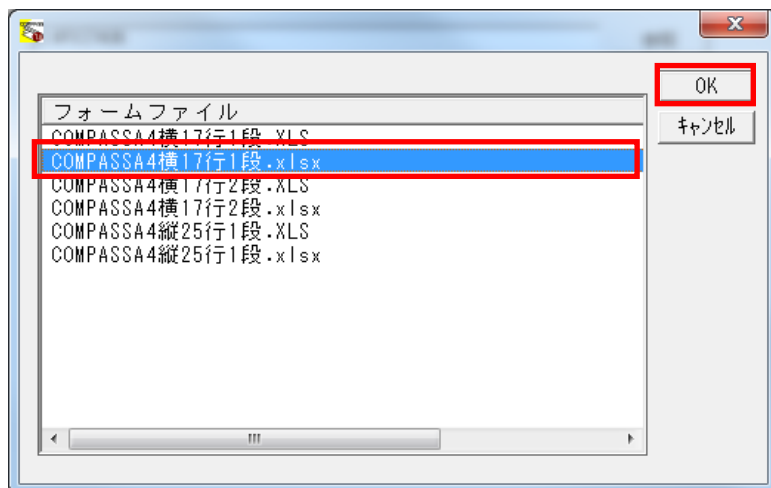 OK
キャンセル
フォームファイル
COMPASSA4横17行1段.XLS
COMPASSA4横17行1段.xlsx
COMPASSA4横17行2段.XLS
COMPASSA4横17行2段.xlsx
COMPASSA4縦25行1段.XLS
COMPASSA4縦25行1段.xlsx